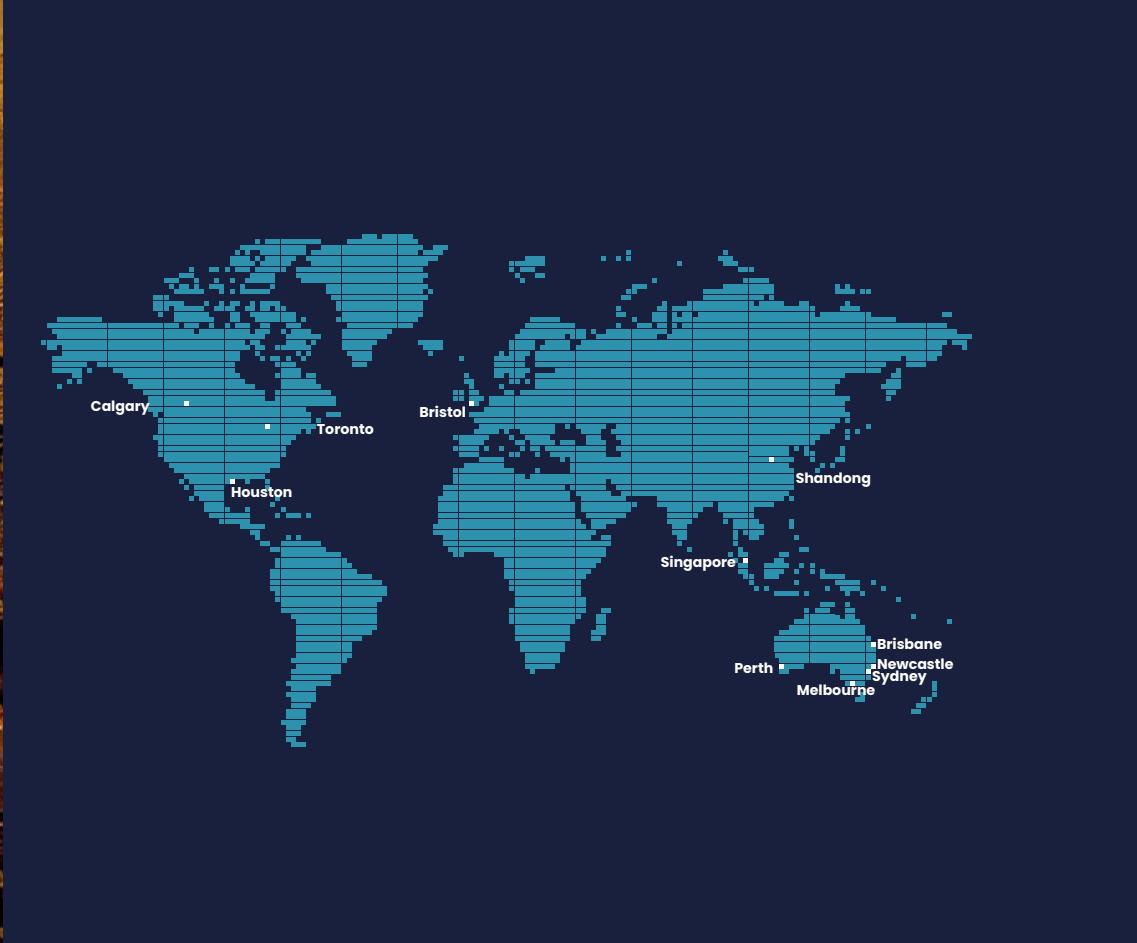 Calgary
Bristol
Toronto
Shandong
Houston
Singapore
Brisbane
Newcastle
Perth
Sydney
Melbourne